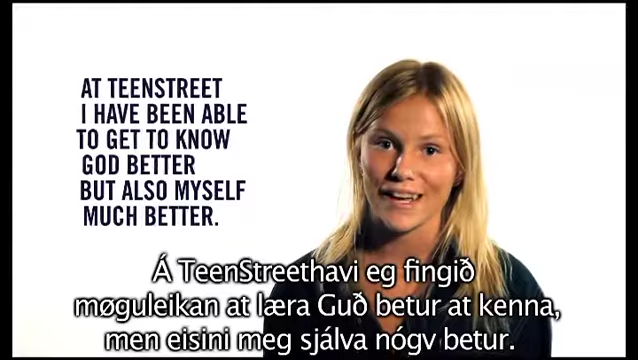 AT TEENSTREET
I HAVE BEEN ABLE
TO GET TO KNOW
GOD BETTER
BUT ALSO MYSELF
MUCH BETTER.
Á TeenStreethavi eg fingið
møguleikan at læra Guð betur at kenna,
men eisini meg sjálva nógv betur.